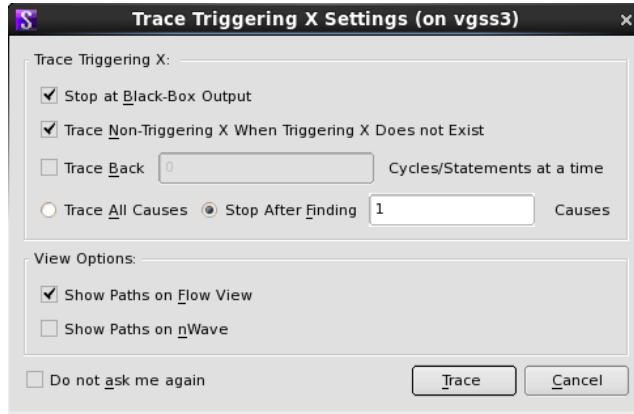 S Trace Triggering X Settings (on vgss3) ×
Trace Triggering X:
Stop at Black-Box Output
Trace Non-Triggering X When Triggering X Does not Exist
Trace Back 0 Cycles/Statements at a time
Trace All Causes Stop After Finding 1 Causes
View Options:
Show Paths on Flow View
Show Paths on nWave
Do not ask me again Trace Cancel